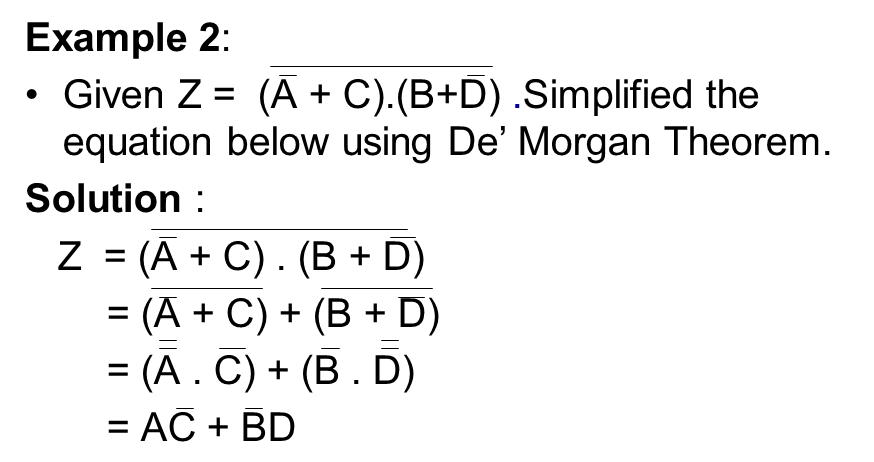 Example 2:
• Given Z = \overline{(\overline{A} + C).(B+\overline{D})} .Simplified the
equation below using De’ Morgan Theorem.
Solution :
Z = \overline{(\overline{A} + C) . (B + \overline{D})}
= \overline{(\overline{A} + C)} + \overline{(B + \overline{D})}
= (\overline{\overline{A}} . \overline{C}) + (\overline{B} . \overline{\overline{D}})
= A\overline{C} + \overline{B}D